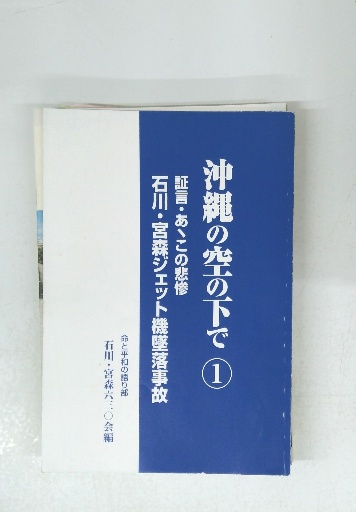 沖縄の空の下で①
証言・あゝこの悲惨
石川・宮森ジェット機墜落事故
命と平和の語り部
石川・宮森六三〇会編